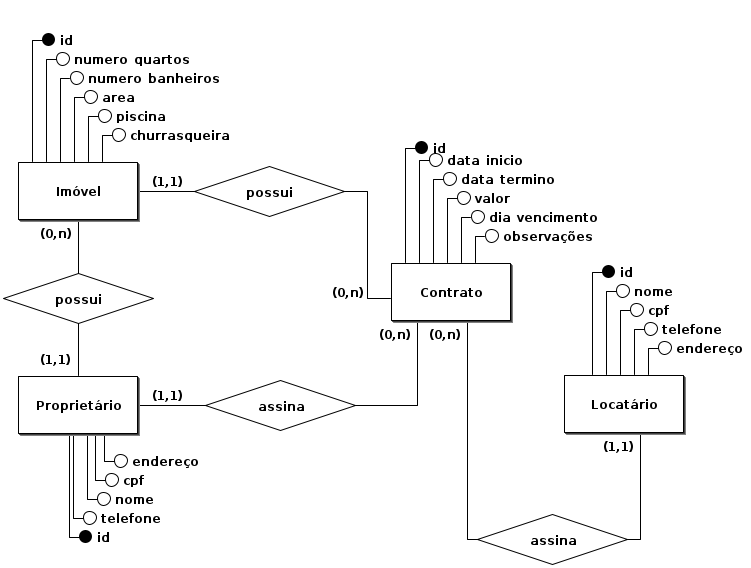 id
numero quartos
numero banheiros
area
piscina
churrasqueira
Imóvel
(1,1)
possui
(0,n)
id
data inicio
data termino
valor
dia vencimento
observações
Contrato
(0,n)
(0,n)
(0,n)
possui
(1,1)
Proprietário
(1,1)
assina
endereço
cpf
nome
telefone
id
id
nome
cpf
telefone
endereço
Locatário
(1,1)
assina